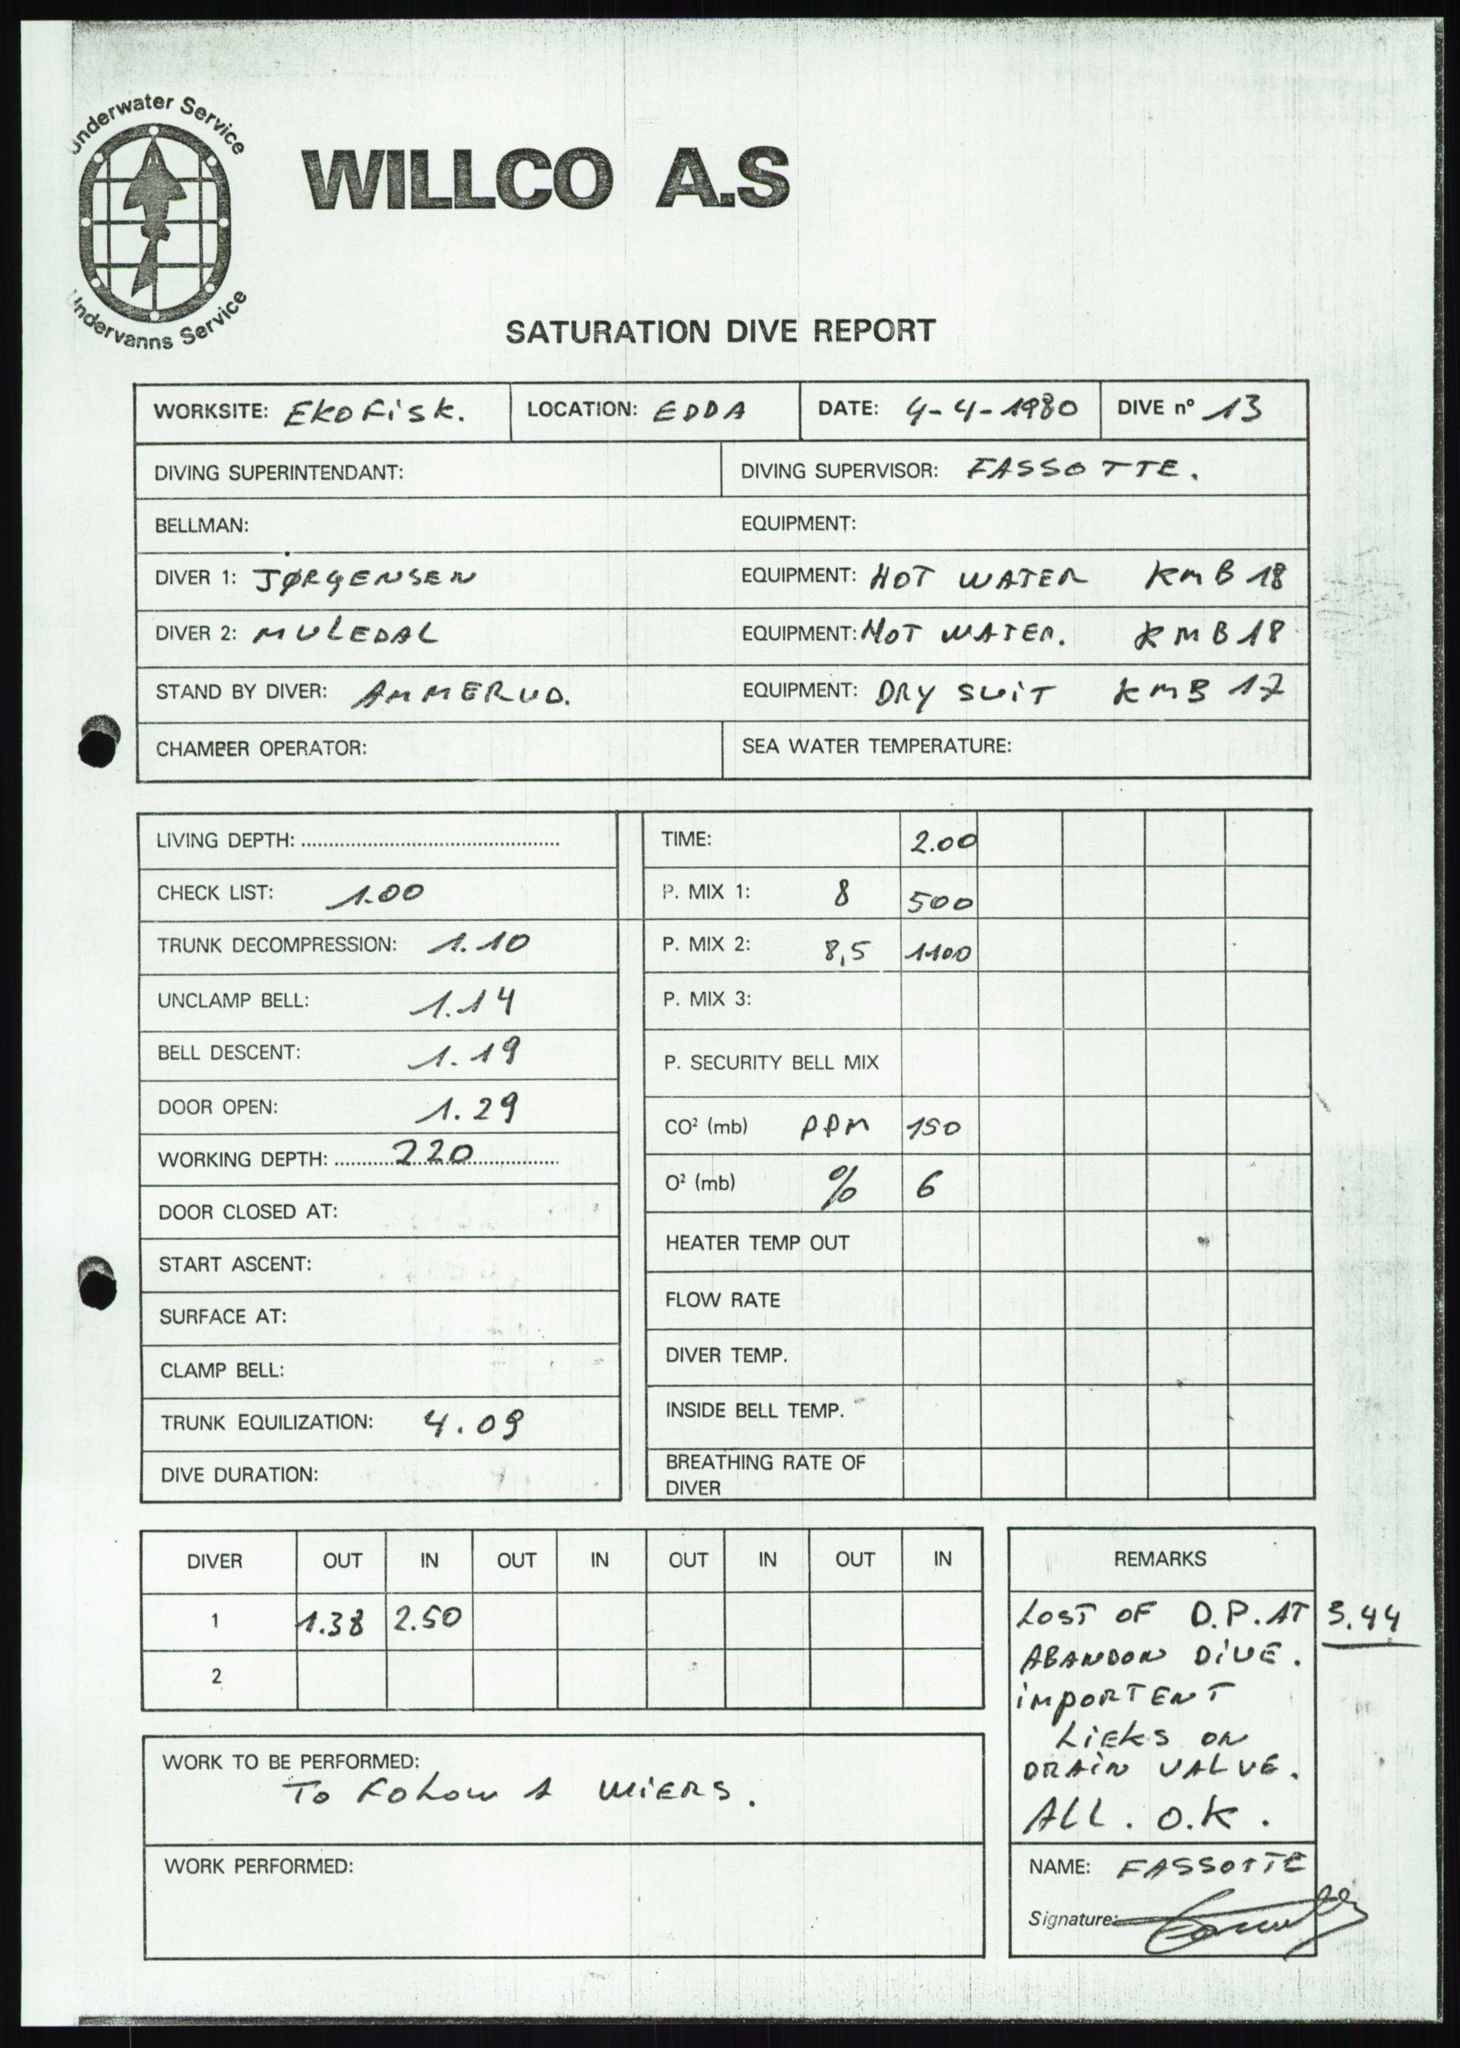 Underwater Service
WILLCO A.S
Undervanns Service
SATURATION DIVE REPORT
WORKSITE: EKOFISK. LOCATION: EDDA DATE: 4-4-1980 DIVE nº 13
DIVING SUPERINTENDANT: DIVING SUPERVISOR: FASSOTTE.
BELLMAN: EQUIPMENT:
DIVER 1: JØRGENSEN EQUIPMENT: HOT WATER KMB 18
DIVER 2: MULEDAL EQUIPMENT: HOT WATER. KMB 18
STAND BY DIVER: AMMERUD. EQUIPMENT: DRY SUIT KMB 17
CHAMBER OPERATOR: SEA WATER TEMPERATURE:
LIVING DEPTH:
CHECK LIST: 1.00
TRUNK DECOMPRESSION: 1.10
UNCLAMP BELL: 1.14
BELL DESCENT: 1.19
DOOR OPEN: 1.29
WORKING DEPTH: 220
DOOR CLOSED AT:
START ASCENT:
SURFACE AT:
CLAMP BELL:
TRUNK EQUILIZATION: 4.09
DIVE DURATION:
TIME: 2.00
P. MIX 1: 8 500
P. MIX 2: 8,5 1100
P. MIX 3:
P. SECURITY BELL MIX
CO² (mb) PPM 150
O² (mb) % 6
HEATER TEMP OUT
FLOW RATE
DIVER TEMP.
INSIDE BELL TEMP.
BREATHING RATE OF
DIVER
DIVER OUT IN OUT IN OUT IN OUT IN
1 1.38 2.50
2
REMARKS
LOST OF D.P. AT 3.44
ABANDON DIVE.
IMPORTENT
LIEKS ON
DRAIN VALVE.
ALL. O.K.
WORK TO BE PERFORMED:
TO FOLOW A WIERS.
WORK PERFORMED:
NAME: FASSOTTE
Signature: